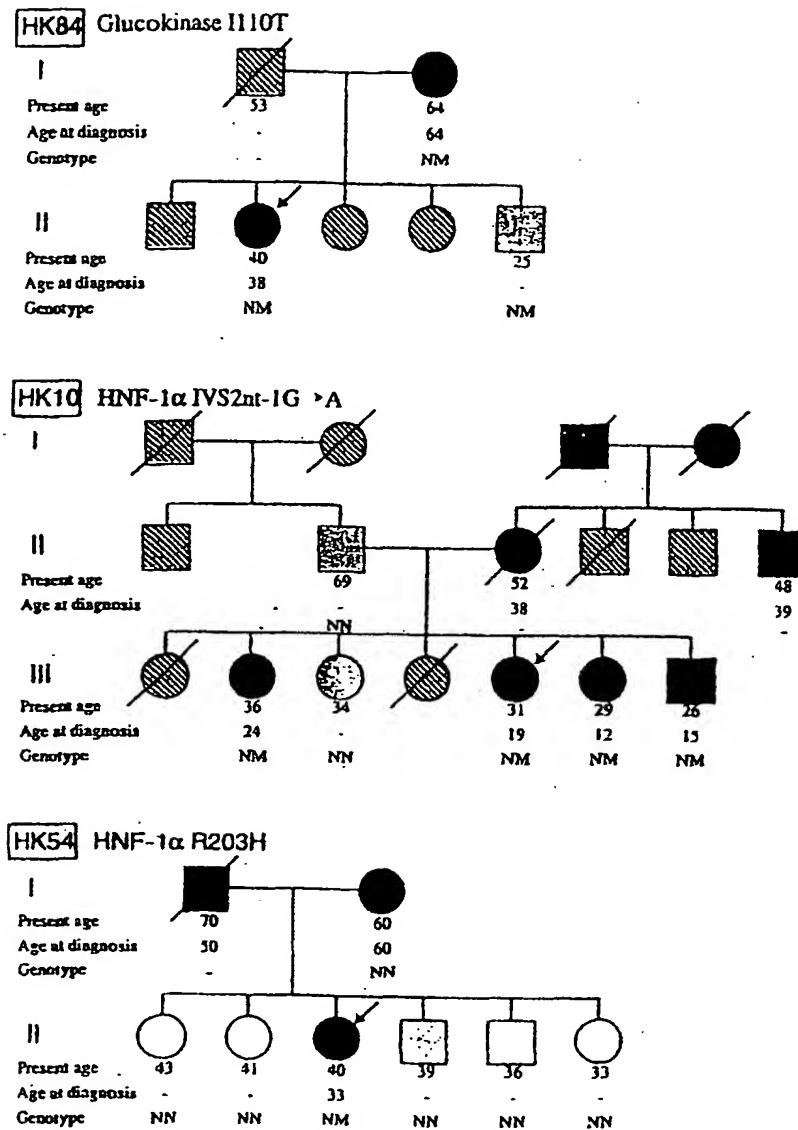 HK84 Glucokinase I110T
I
Present age 53 64
Age at diagnosis - 64
Genotype - NM
II
Present age 40 25
Age at diagnosis 38 -
Genotype NM NM
HK10 HNF-1α IVS2nt-1G >A
I
II
Present age 69 52 48
Age at diagnosis - 38 39
NN - -
III
Present age 36 34 31 29 26
Age at diagnosis 24 - 19 12 15
Genotype NM NN NM NM NM
HK54 HNF-1α R203H
I
Present age 70 60
Age at diagnosis 50 60
Genotype - NN
II
Present age 43 41 40 39 36 33
Age at diagnosis - - 33 - - -
Genotype NN NN NM NN NN NN